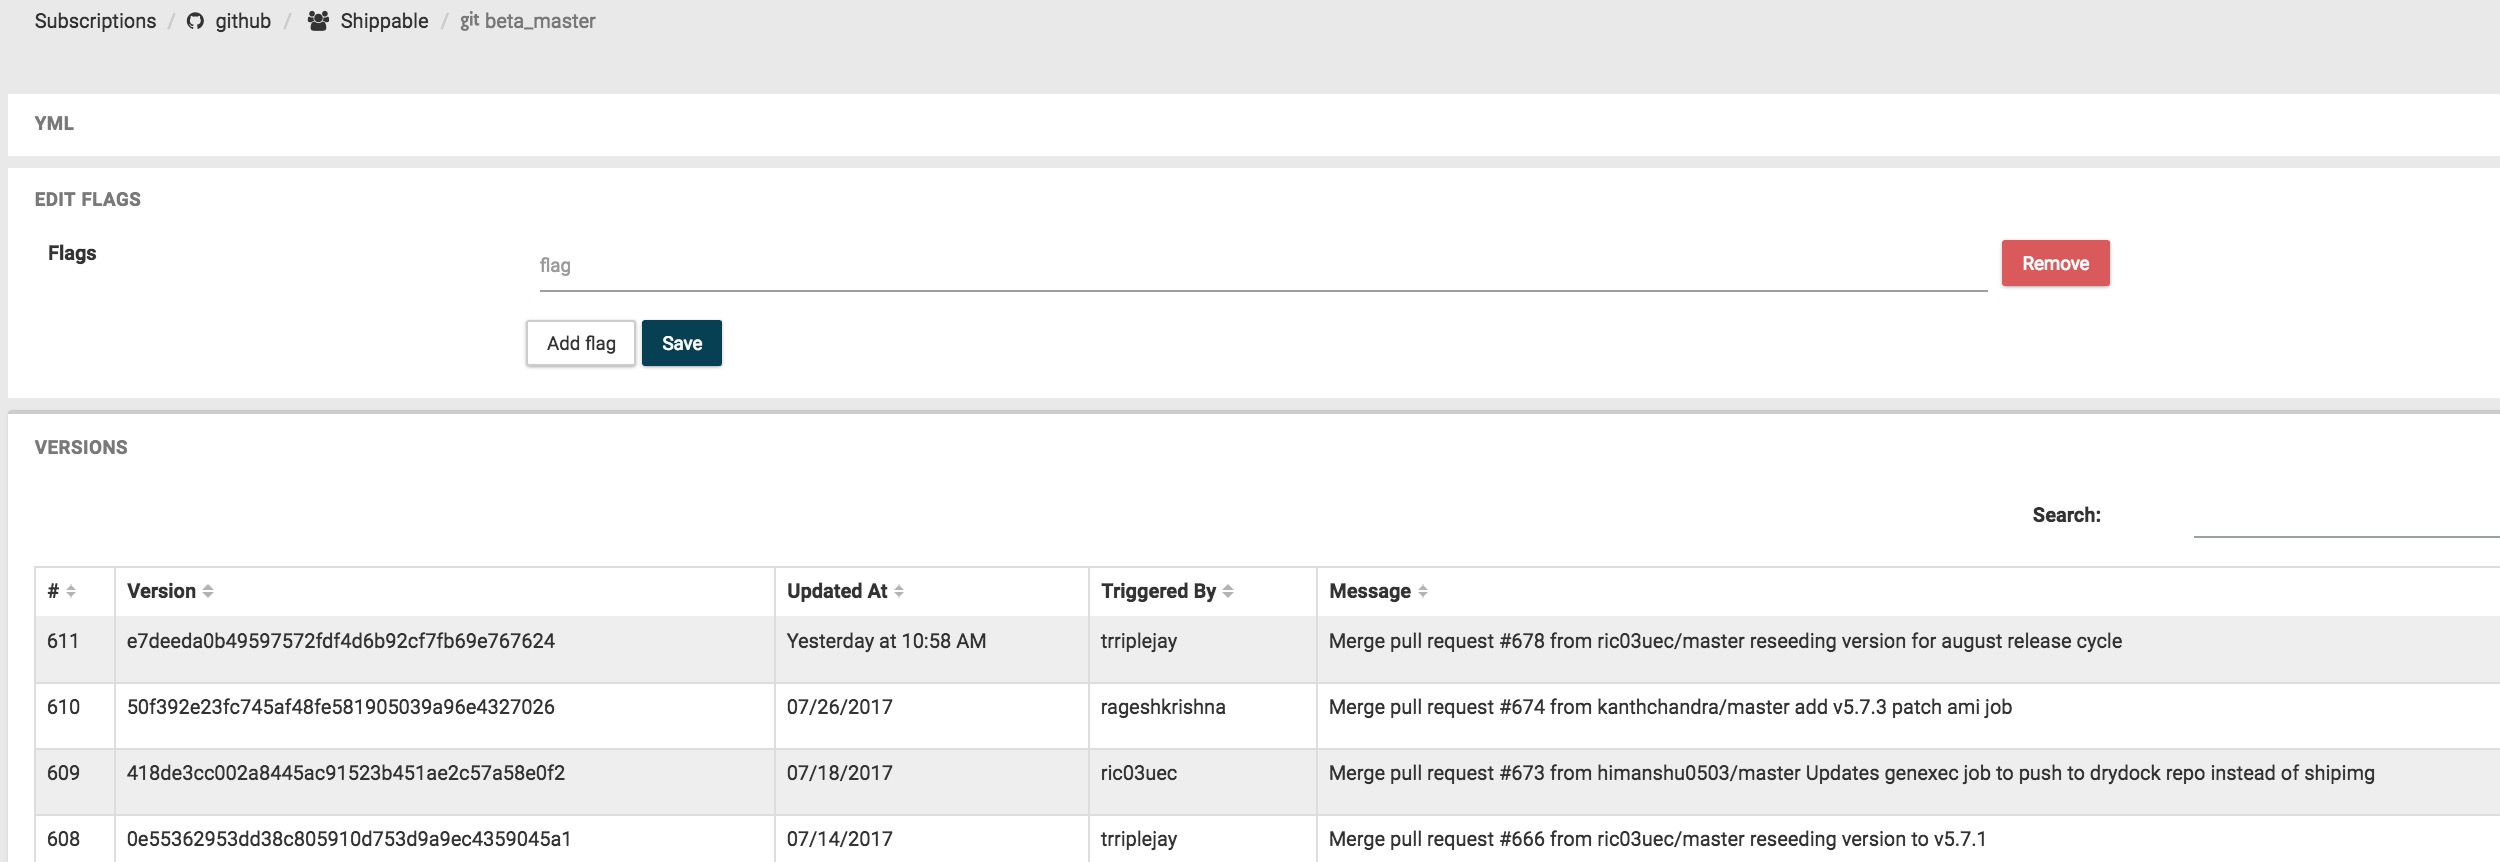 Subscriptions / github / Shippable / git beta_master
YML
EDIT FLAGS
Flags
flag
Remove
Add flag
Save
VERSIONS
Search:
# Version Updated At Triggered By Message
611 e7deeda0b49597572fdf4d6b92cf7fb69e767624 Yesterday at 10:58 AM trriplejay Merge pull request #678 from ric03uec/master reseeding version for august release cycle
610 50f392e23fc745af48fe581905039a96e4327026 07/26/2017 rageshkrishna Merge pull request #674 from kanthchandra/master add v5.7.3 patch ami job
609 418de3cc002a8445ac91523b451ae2c57a58e0f2 07/18/2017 ric03uec Merge pull request #673 from himanshu0503/master Updates genexec job to push to drydock repo instead of shipimg
608 0e55362953dd38c805910d753d9a9ec4359045a1 07/14/2017 trriplejay Merge pull request #666 from ric03uec/master reseeding version to v5.7.1